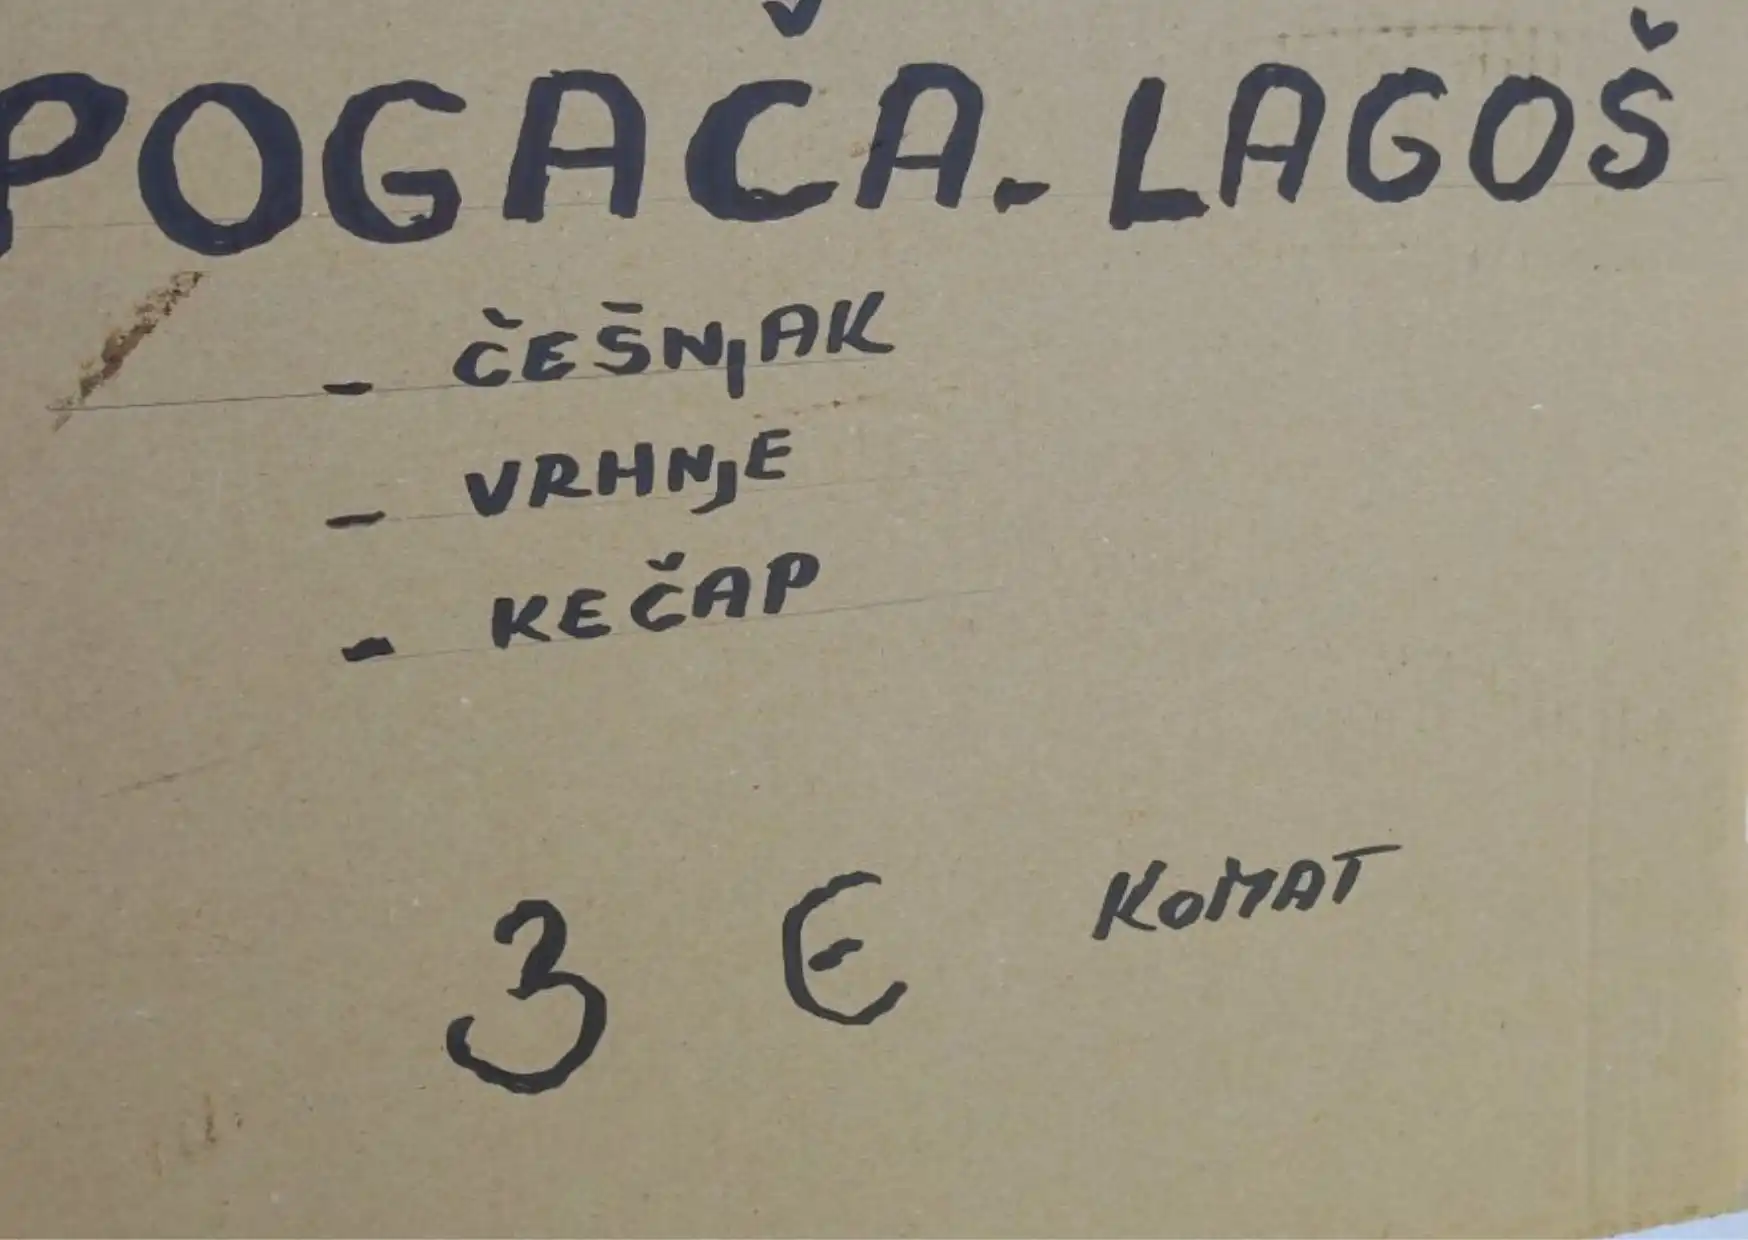 POGAČA - LAGOŠ
- ČEŠNJAK
- VRHNJE
- KEČAP
3 € KOMAT